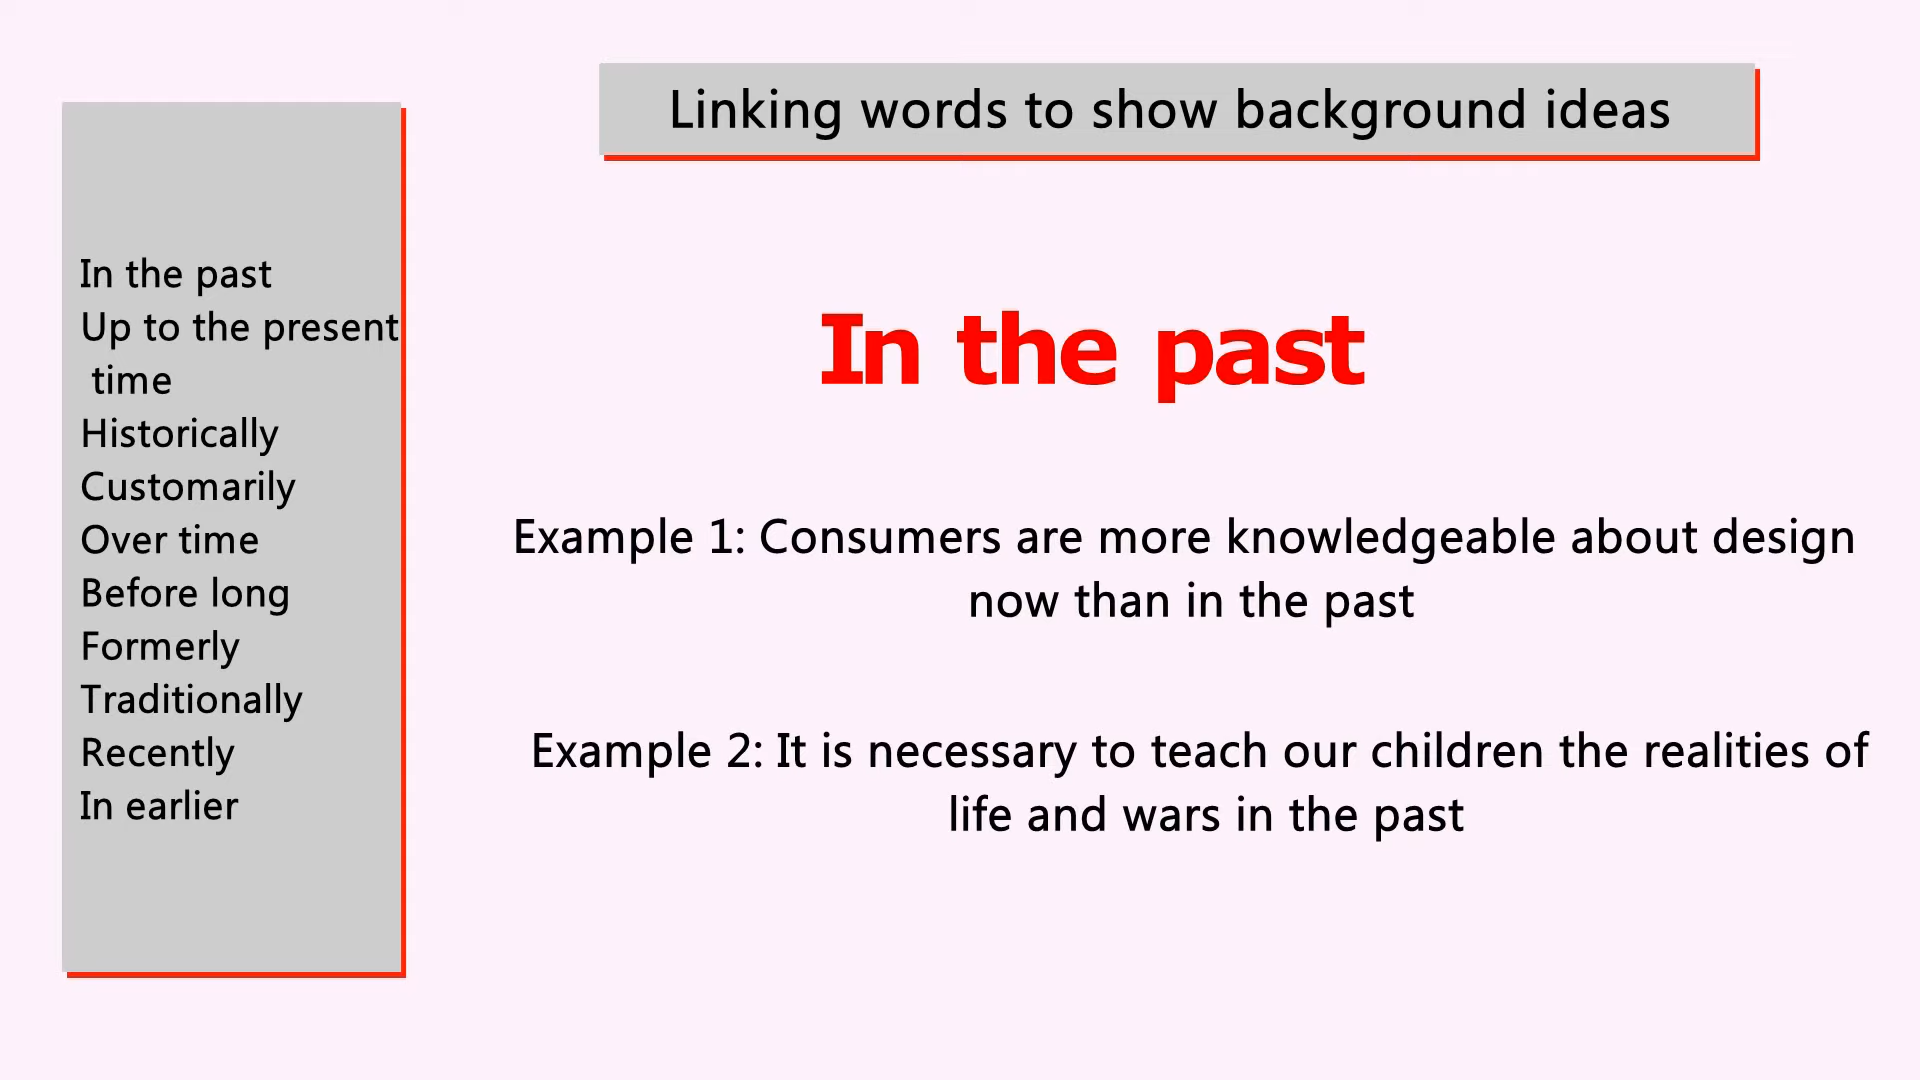 Linking words to show background ideas
In the past
Up to the present
time
Historically
Customarily
Over time
Before long
Formerly
Traditionally
Recently
In earlier
In the past
Example 1: Consumers are more knowledgeable about design
now than in the past
Example 2: It is necessary to teach our children the realities of
life and wars in the past